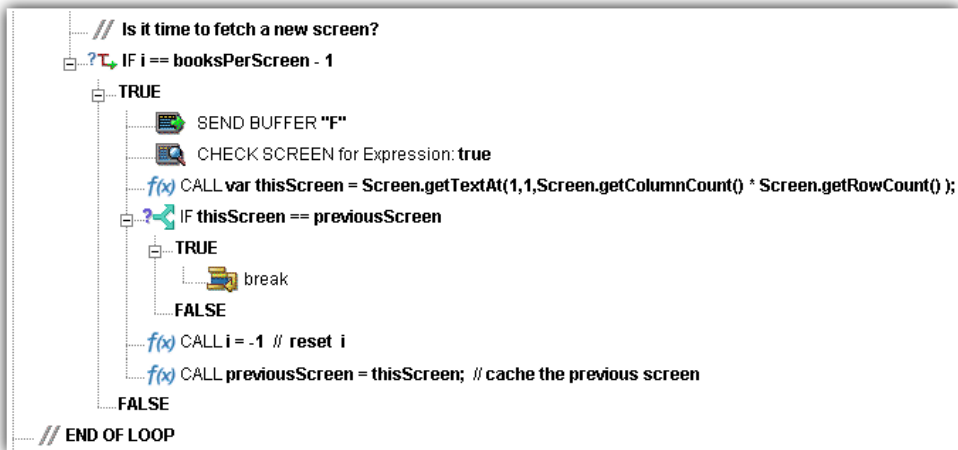 // Is it time to fetch a new screen?
IF i == booksPerScreen - 1
TRUE
SEND BUFFER "F"
CHECK SCREEN for Expression: true
f(x) CALL var thisScreen = Screen.getTextAt(1,1,Screen.getColumnCount() * Screen.getRowCount() );
IF thisScreen == previousScreen
TRUE
break
FALSE
f(x) CALL i = -1 // reset i
f(x) CALL previousScreen = thisScreen; // cache the previous screen
FALSE
// END OF LOOP